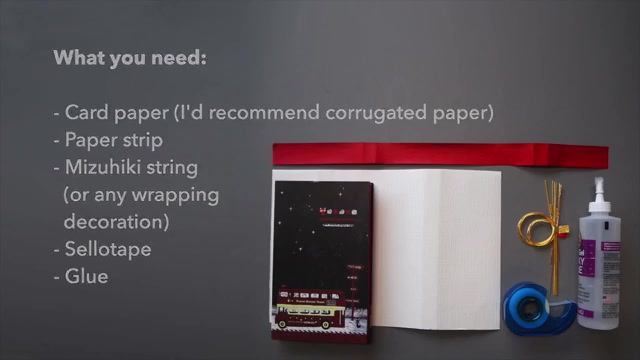 What you need:
- Card paper (I'd recommend corrugated paper)
- Paper strip
- Mizuhiki string
(or any wrapping
decoration)
- Sellotape
- Glue